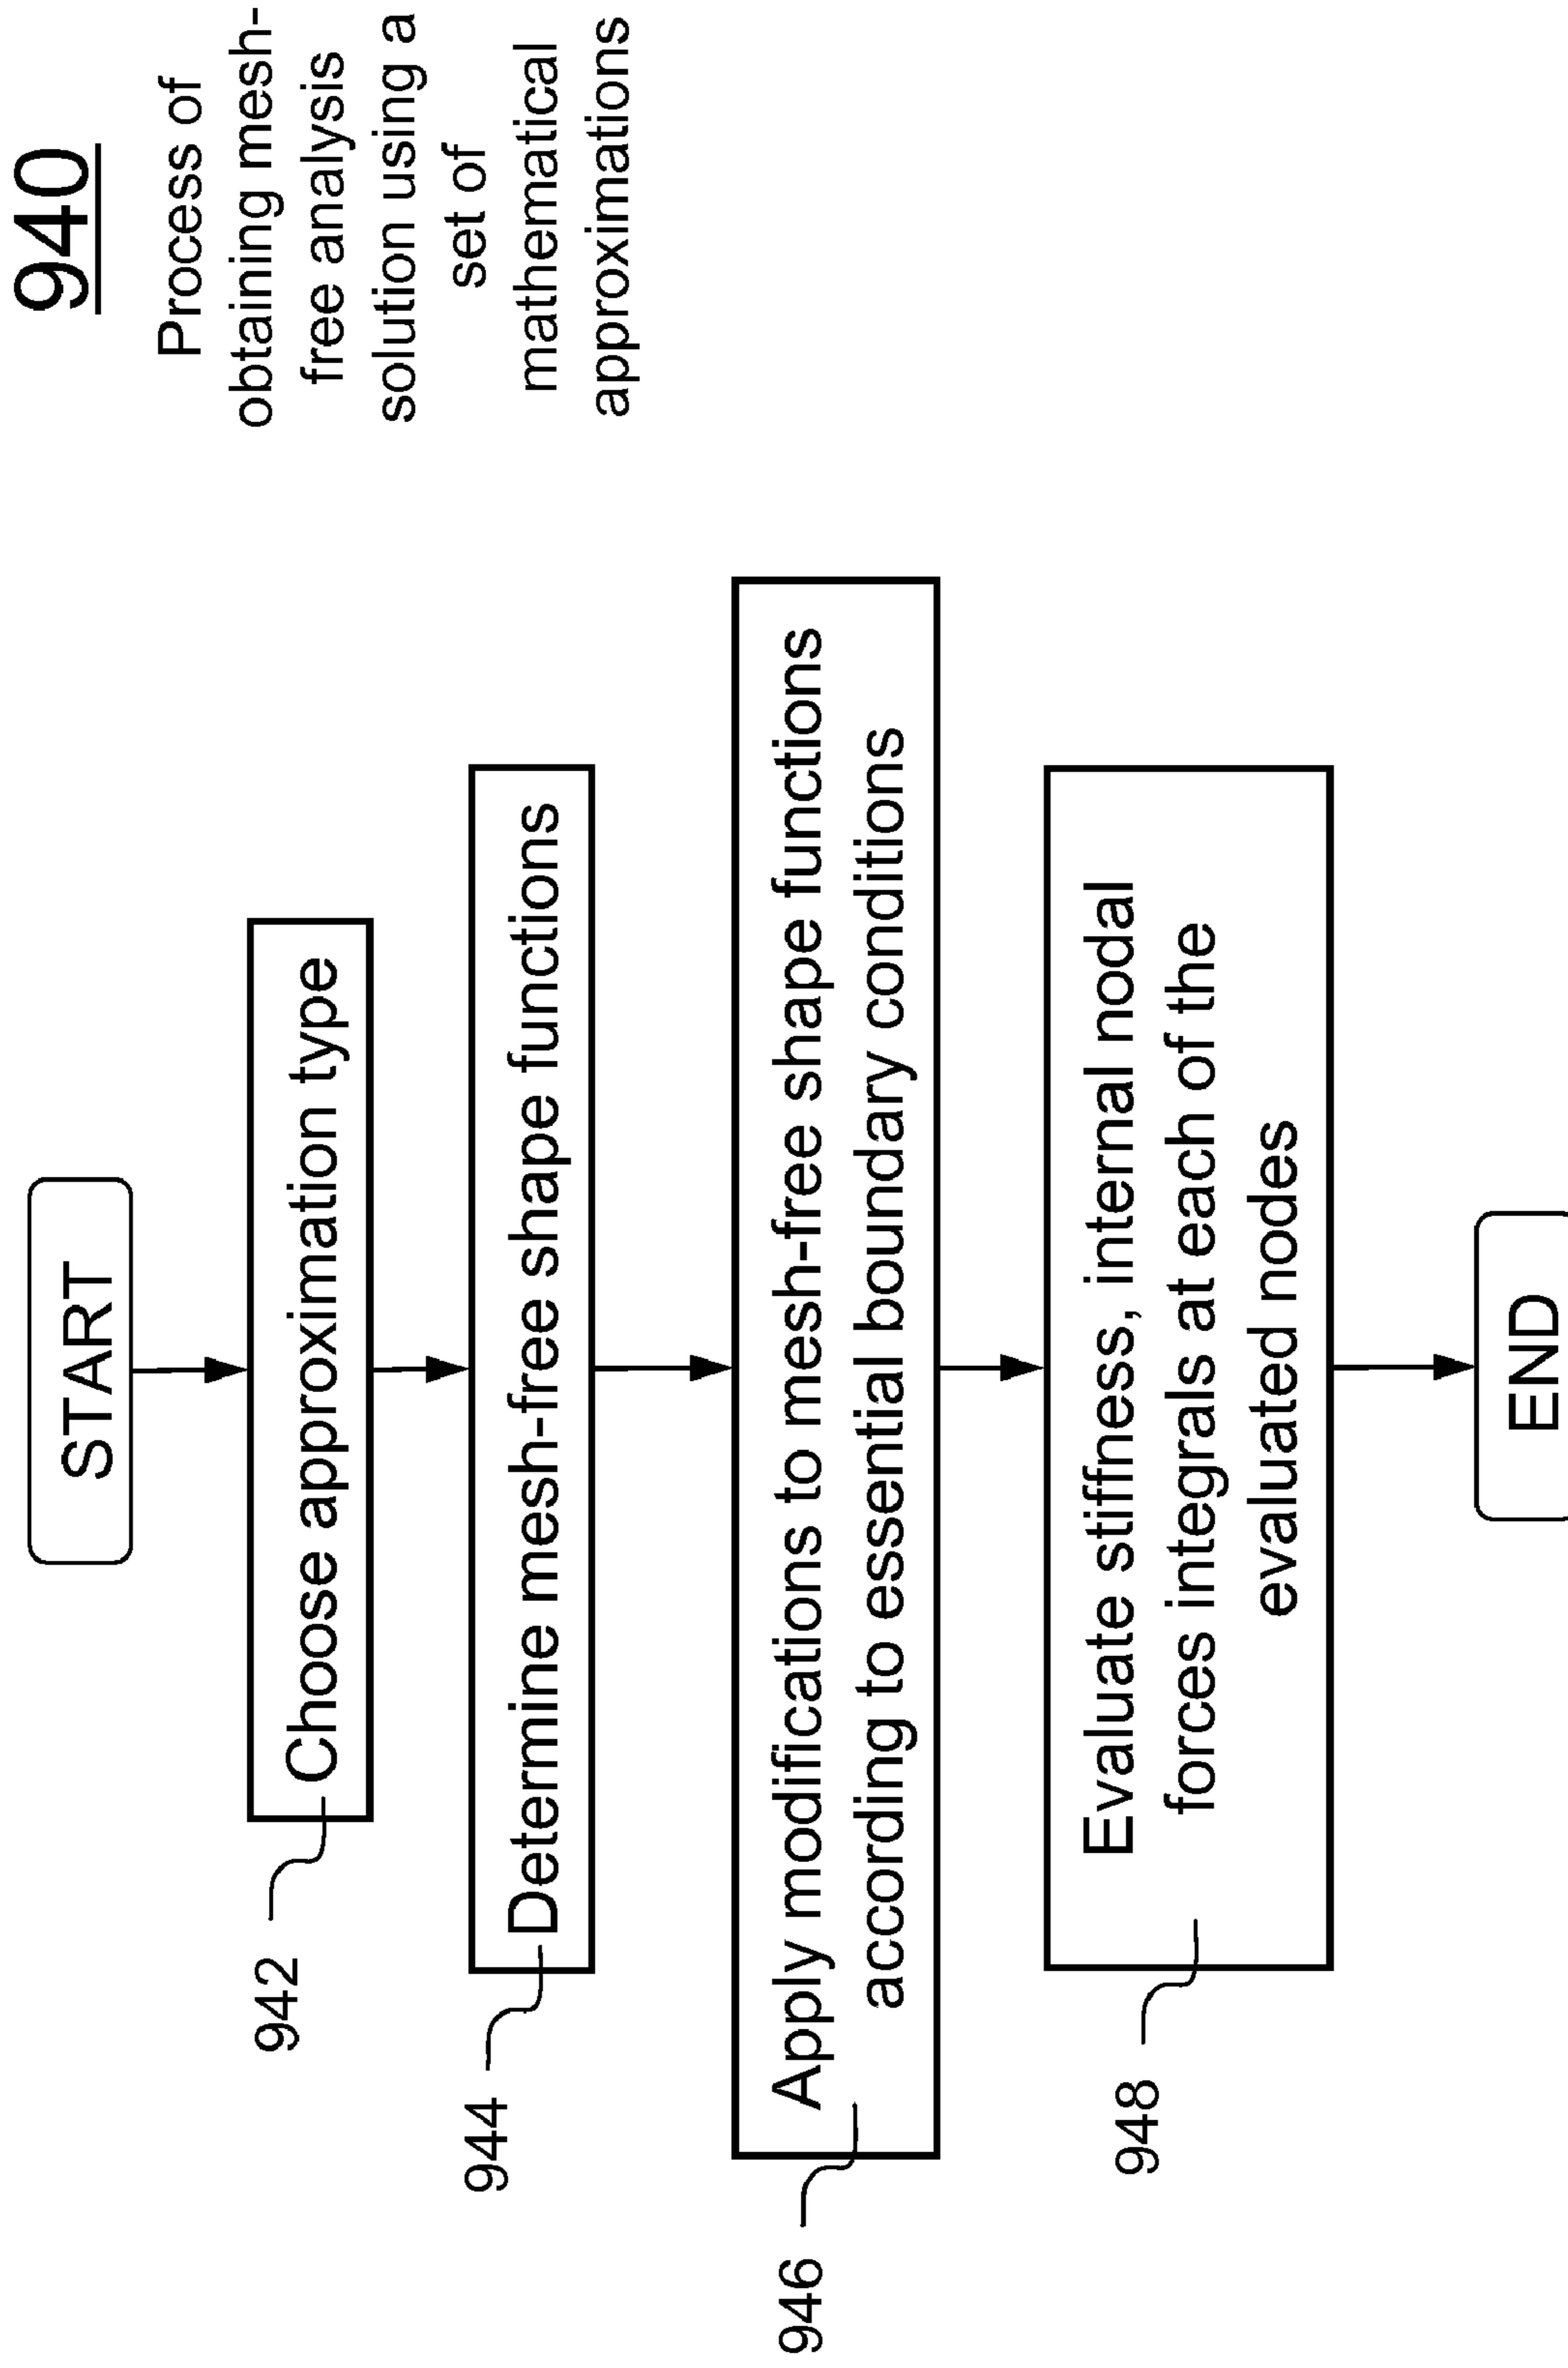 940
Process of
obtaining mesh-
free analysis
solution using a
set of
mathematical
approximations
START
942
Choose approximation type
944
Determine mesh-free shape functions
946
Apply modifications to mesh-free shape functions
according to essential boundary conditions
948
Evaluate stiffness, internal nodal
forces integrals at each of the
evaluated nodes
END